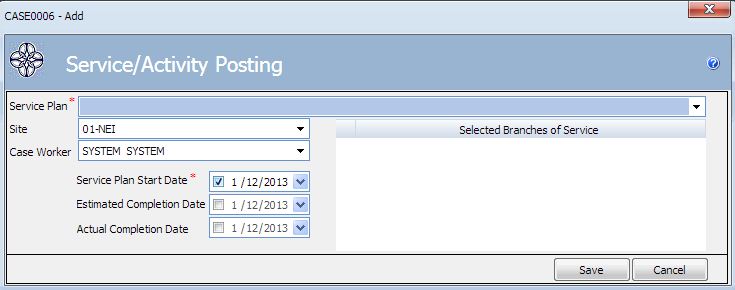 CASE0006 - Add
Service/Activity Posting
Service Plan *
Site 01-NEI
Case Worker SYSTEM SYSTEM
Selected Branches of Service
Service Plan Start Date * 1 /12/2013
Estimated Completion Date 1 /12/2013
Actual Completion Date 1 /12/2013
Save Cancel